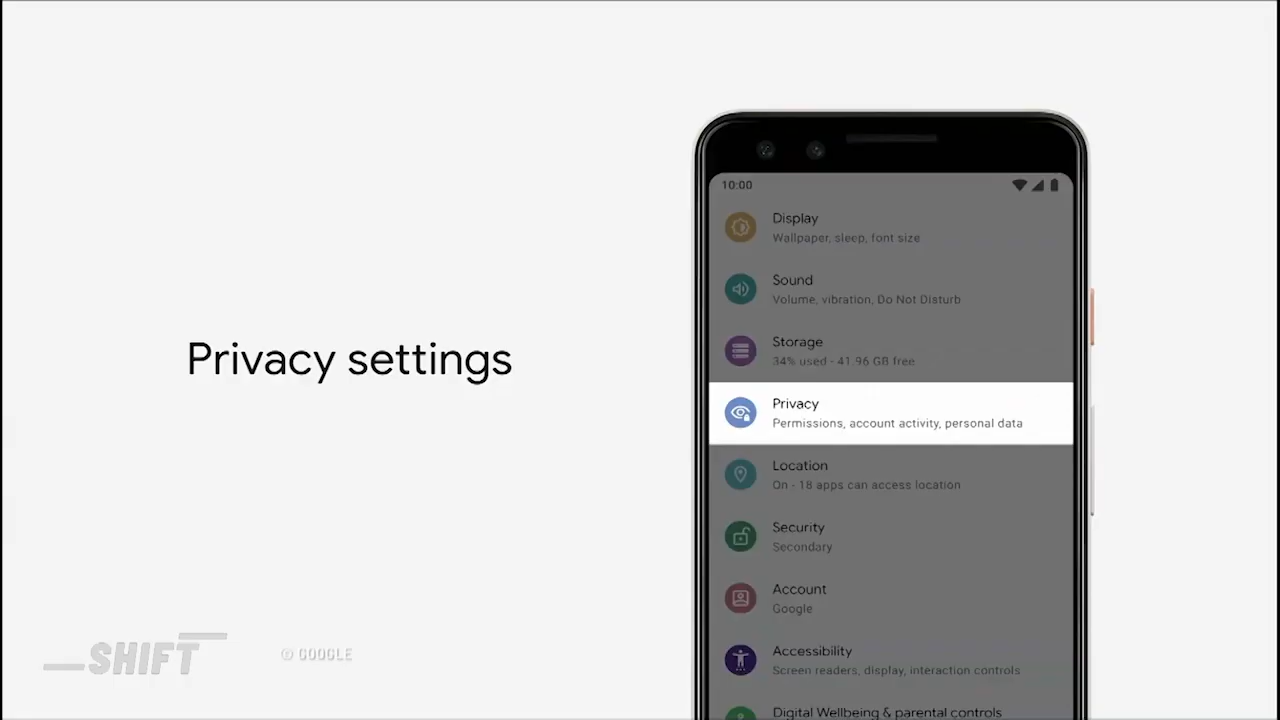 Privacy settings
10:00
Display
Wallpaper, sleep, font size
Sound
Volume, vibration, Do Not Disturb
Storage
34% used - 41.96 GB free
Privacy
Permissions, account activity, personal data
Location
On - 18 apps can access location
Security
Secondary
Account
Google
Accessibility
Screen readers, display, interaction controls
Digital Wellbeing & parental controls
SHIFT
© GOOGLE